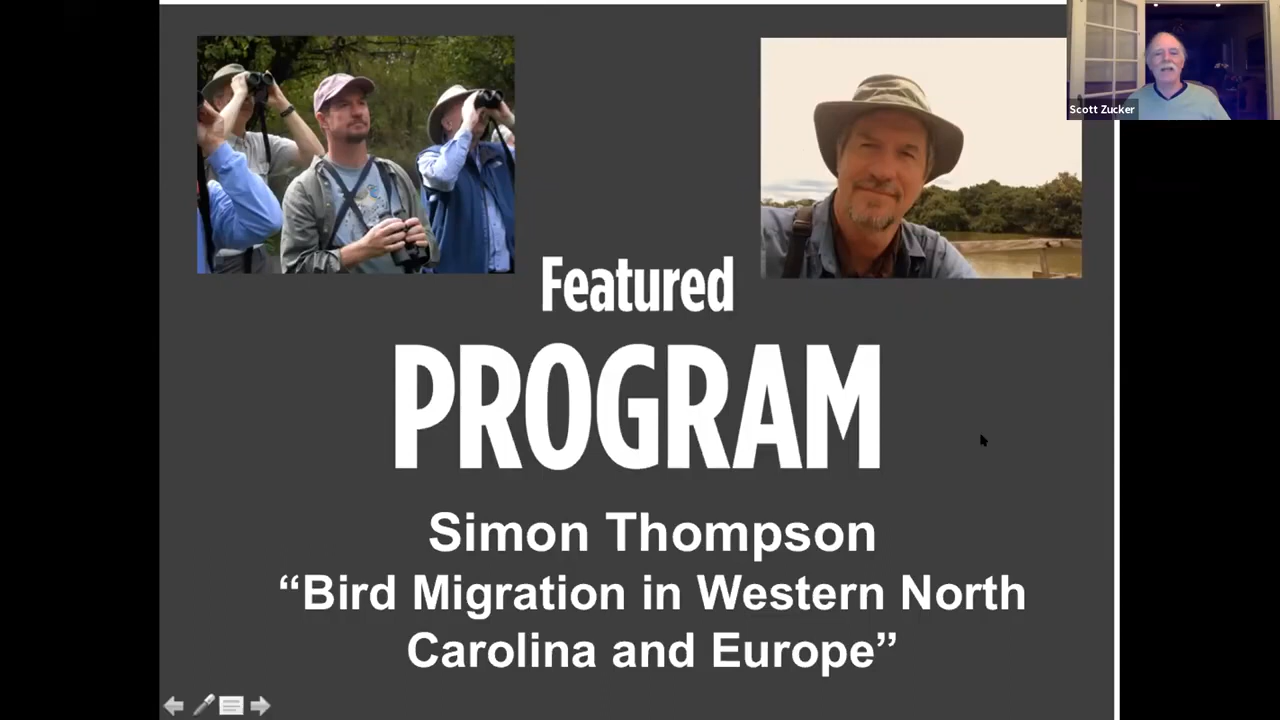 Scott Zucker
Featured
PROGRAM
Simon Thompson
“Bird Migration in Western North
Carolina and Europe”